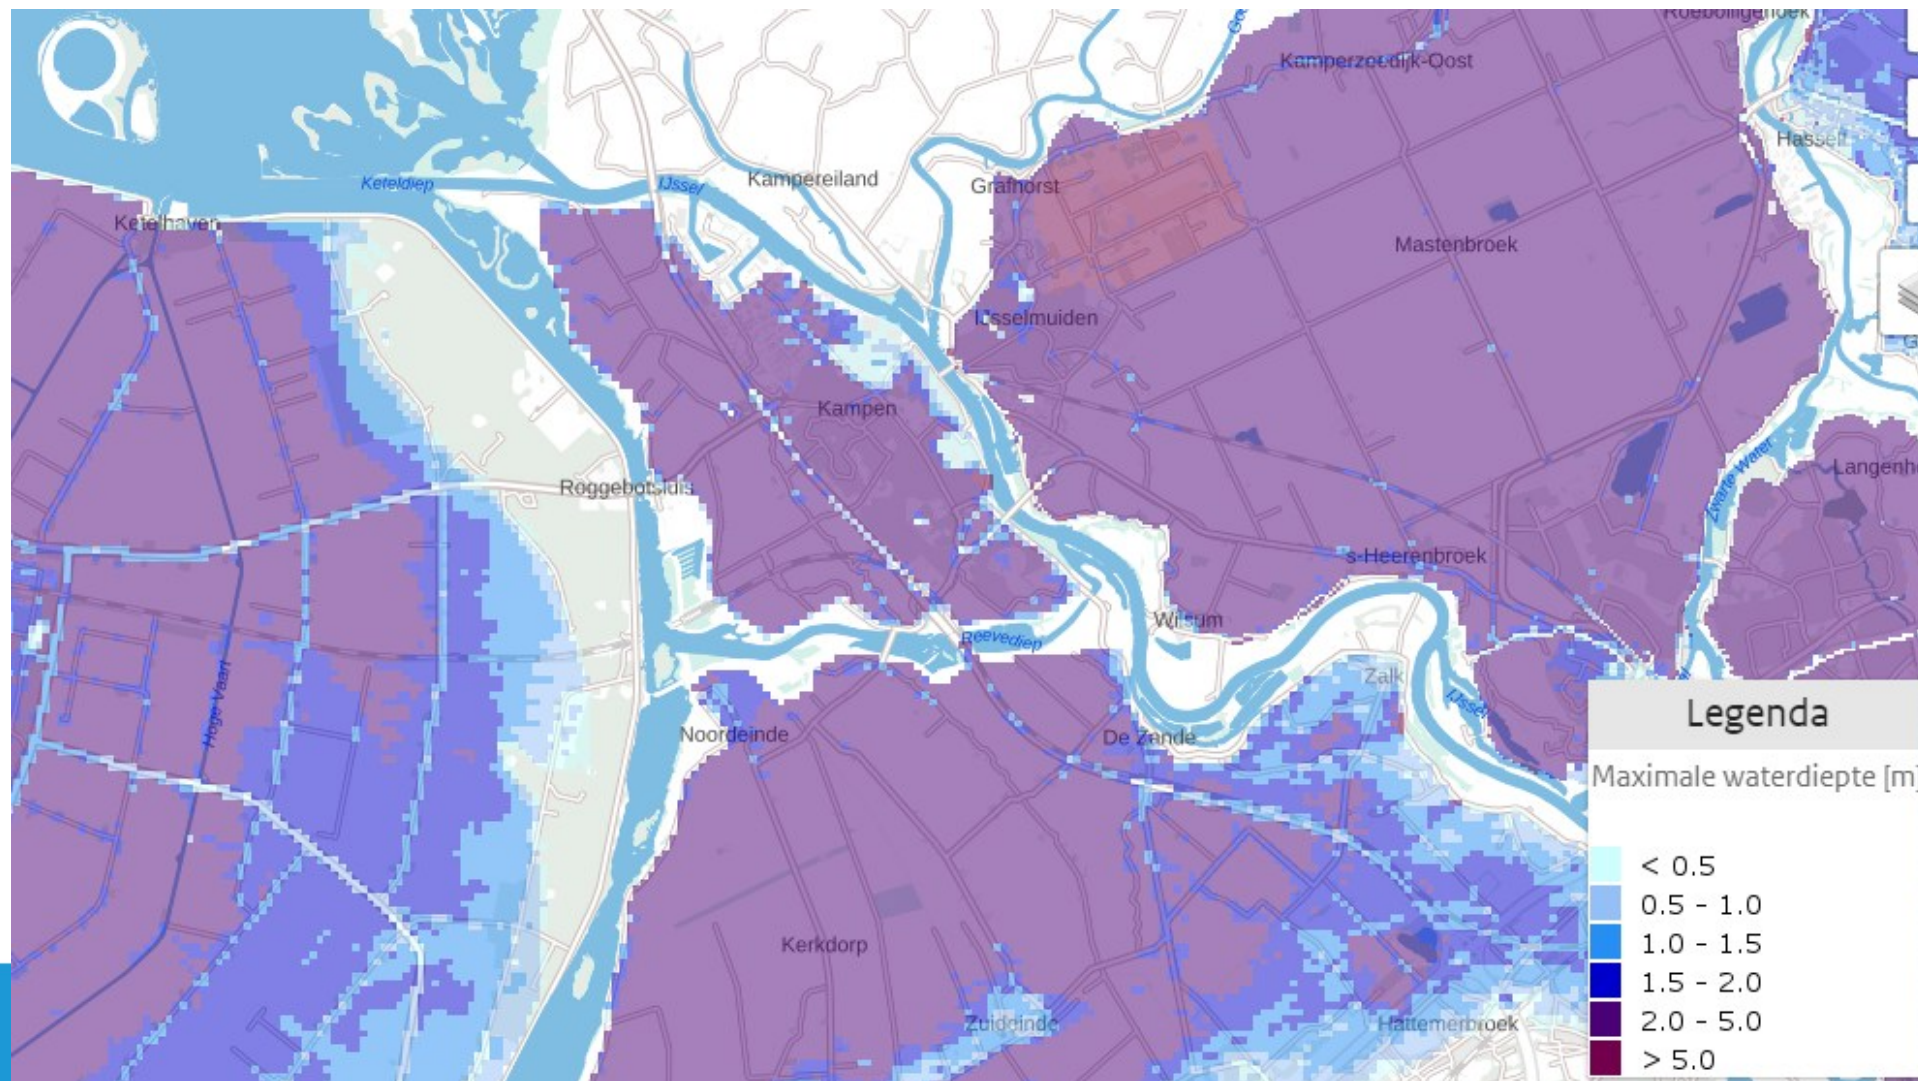 Kamperzeedijk-Oost
Hasselt
Keteldiep
IJssel
Kampereiland
Grafhorst
Ketelhaven
Mastenbroek
IJsselmuiden
Kampen
Zwarte Water
Roggebotsluis
s-Heerenbroek
Wilsum
Reevediep
Zalk
IJssel
Hoge Vaart
Noordeinde
De Zande
Kerkdorp
Zuideinde
Hattemerbroek
Legenda
Maximale waterdiepte [m]
< 0.5
0.5 - 1.0
1.0 - 1.5
1.5 - 2.0
2.0 - 5.0
> 5.0